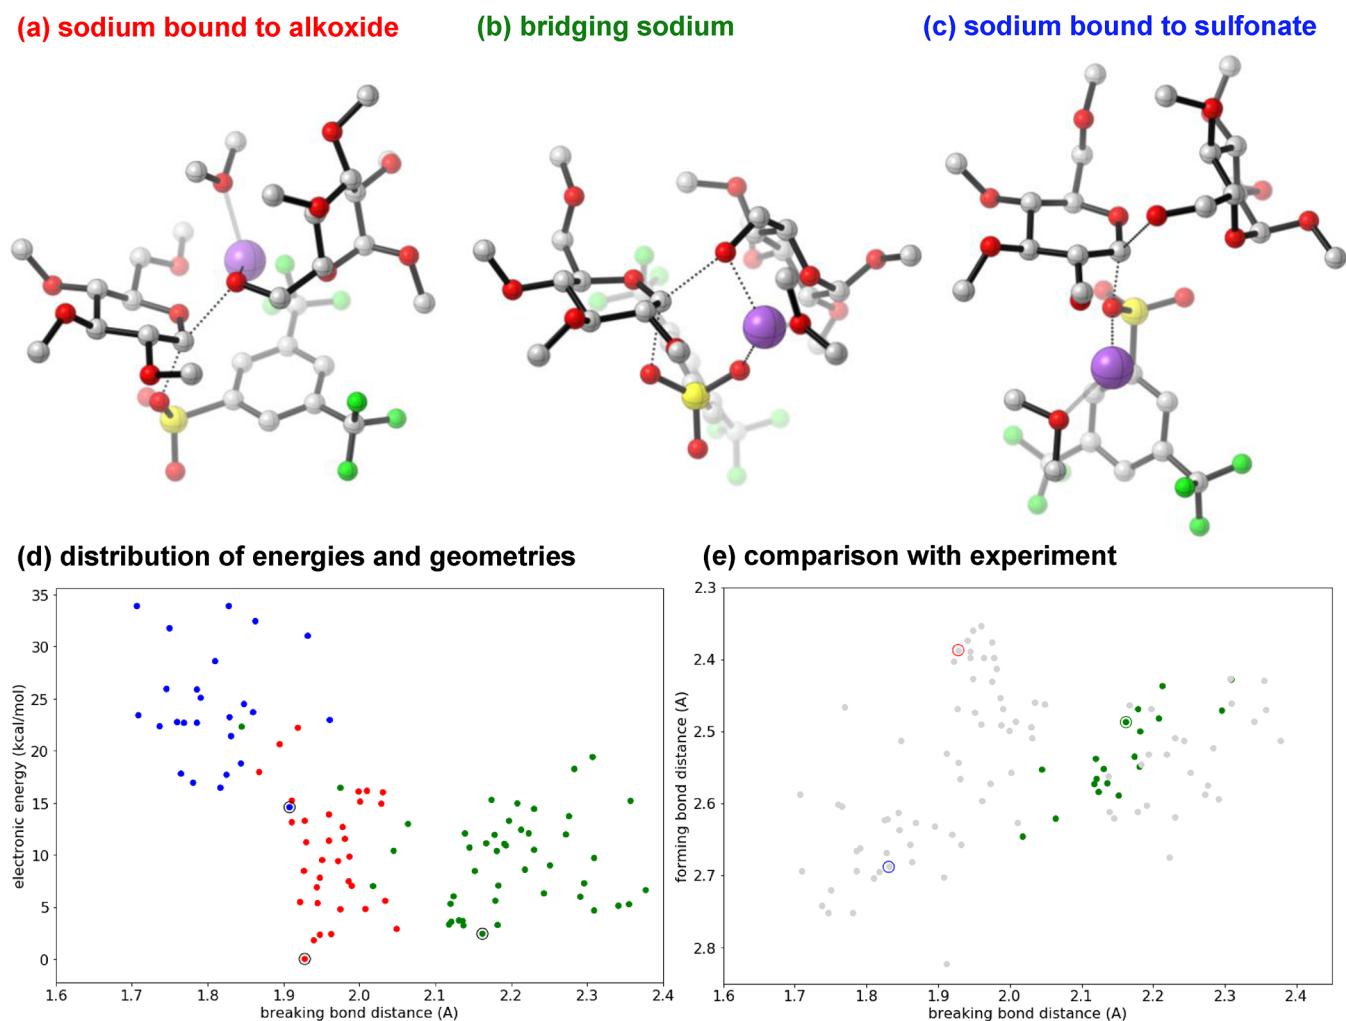 (a) sodium bound to alkoxide
(b) bridging sodium
(c) sodium bound to sulfonate
(d) distribution of energies and geometries
35
30
25
20
15
10
5
0
electronic energy (kcal/mol)
1.6 1.7 1.8 1.9 2.0 2.1 2.2 2.3 2.4
breaking bond distance (A)
(e) comparison with experiment
2.3
2.4
2.5
2.6
2.7
2.8
forming bond distance (A)
1.6 1.7 1.8 1.9 2.0 2.1 2.2 2.3 2.4
breaking bond distance (A)